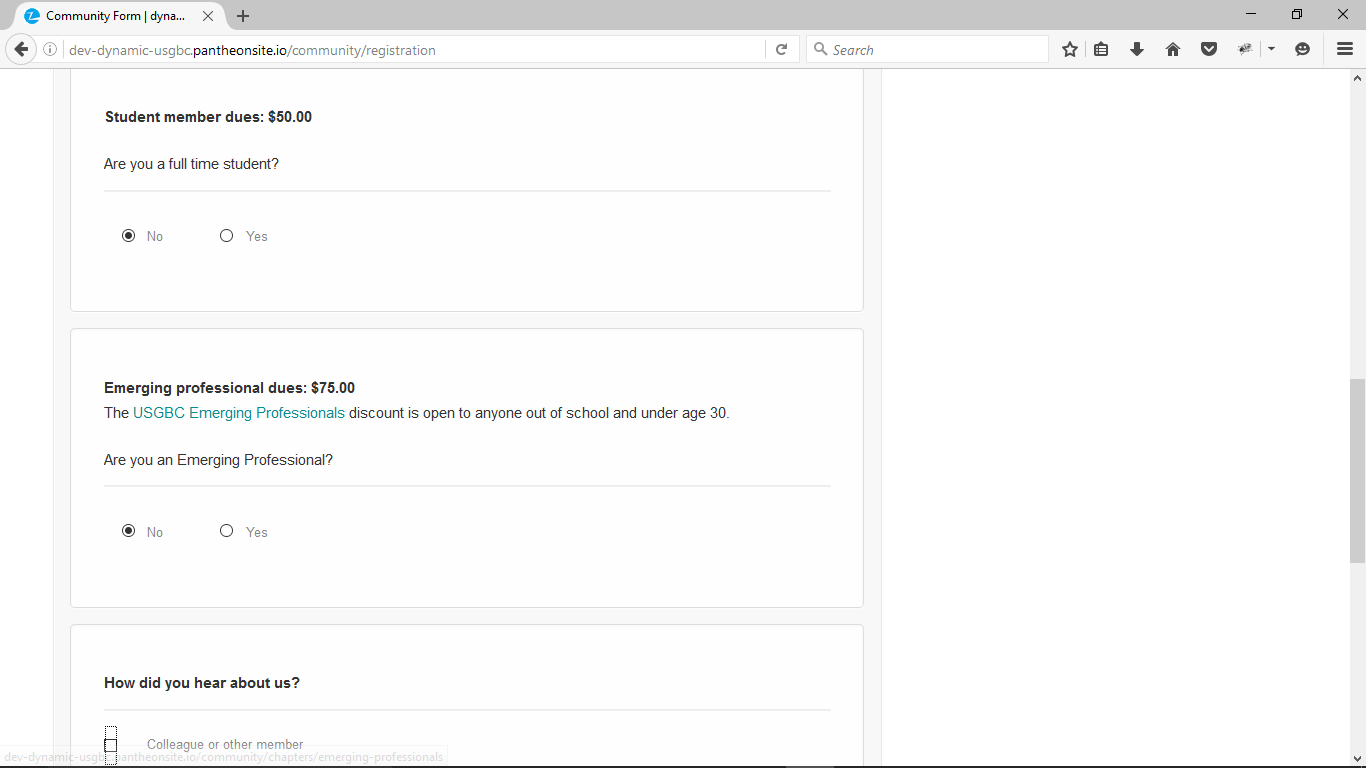 Community Form | dyna...
dev-dynamic-usgbc.pantheonsite.io/community/registration
Search
Student member dues: $50.00
Are you a full time student?
No
Yes
Emerging professional dues: $75.00
The USGBC Emerging Professionals discount is open to anyone out of school and under age 30.
Are you an Emerging Professional?
No
Yes
How did you hear about us?
Colleague or other member
dev-dynamic-usgbc.pantheonsite.io/community/chapters/emerging-professionals